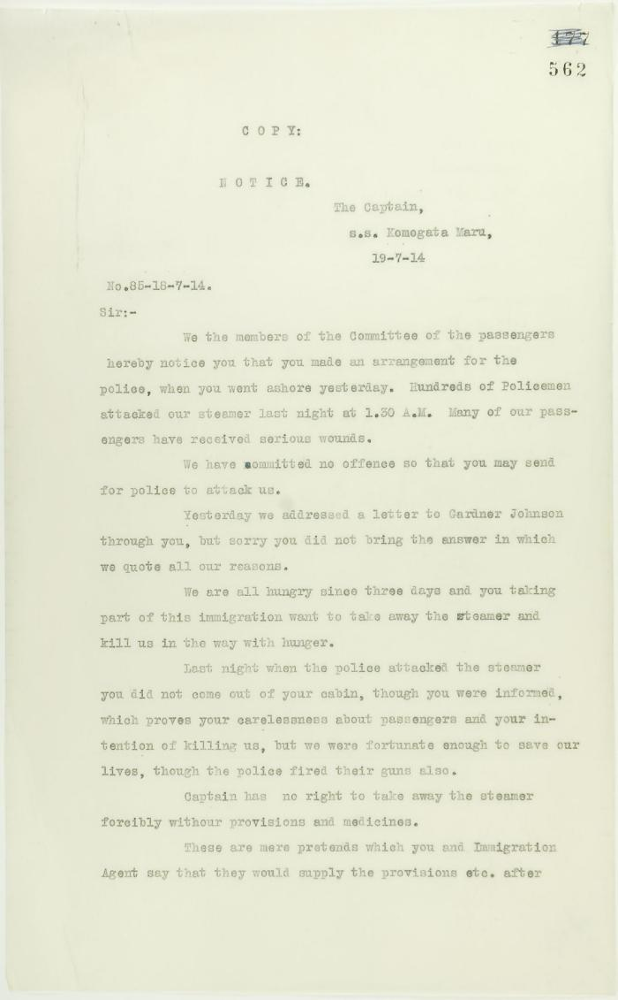 177
562
C O P Y:
N O T I C E.
The Captain,
s.s. Komogata Maru,
19-7-14
No.85-18-7-14.
Sir:-
We the members of the Committee of the passengers
hereby notice you that you made an arrangement for the
police, when you went ashore yesterday. Hundreds of Policemen
attacked our steamer last night at 1.30 A.M. Many of our pass-
engers have received serious wounds.
We have committed no offence so that you may send
for police to attack us.
Yesterday we addressed a letter to Gardner Johnson
through you, but sorry you did not bring the answer in which
we quote all our reasons.
We are all hungry since three days and you taking
part of this immigration want to take away the steamer and
kill us in the way with hunger.
Last night when the police attacked the steamer
you did not come out of your cabin, though you were informed,
which proves your carelessness about passengers and your in-
tention of killing us, but we were fortunate enough to save our
lives, though the police fired their guns also.
Captain has no right to take away the steamer
forcibly withour provisions and medicines.
These are mere pretends which you and Immigration
Agent say that they would supply the provisions etc. after